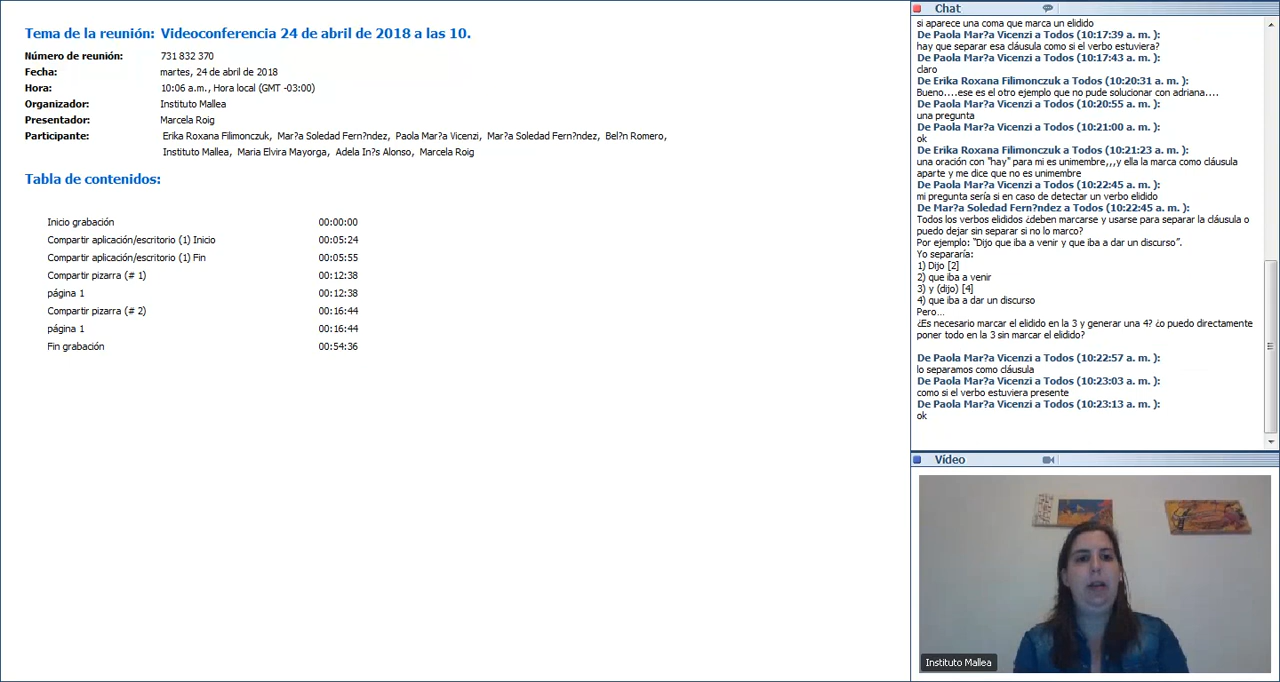 Tema de la reunión: Videoconferencia 24 de abril de 2018 a las 10.
Número de reunión: 731 832 370
Fecha: martes, 24 de abril de 2018
Hora: 10:06 a.m., Hora local (GMT -03:00)
Organizador: Instituto Mallea
Presentador: Marcela Roig
Participante: Erika Roxana Filimonczuk, Mar?a Soledad Fern?ndez, Paola Mar?a Vicenzi, Mar?a Soledad Fern?ndez, Bel?n Romero,
Instituto Mallea, Maria Elvira Mayorga, Adela In?s Alonso, Marcela Roig
Tabla de contenidos:
Inicio grabación 00:00:00
Compartir aplicación/escritorio (1) Inicio 00:05:24
Compartir aplicación/escritorio (1) Fin 00:05:55
Compartir pizarra (# 1) 00:12:38
página 1 00:12:38
Compartir pizarra (# 2) 00:16:44
página 1 00:16:44
Fin grabación 00:54:36
Chat
si aparece una coma que marca un elidido
De Paola Mar?a Vicenzi a Todos (10:17:39 a. m. ):
hay que separar esa cláusula como si el verbo estuviera?
De Paola Mar?a Vicenzi a Todos (10:17:43 a. m. ):
claro
De Erika Roxana Filimonczuk a Todos (10:20:31 a. m. ):
Bueno....ese es el otro ejemplo que no pude solucionar con adriana....
De Paola Mar?a Vicenzi a Todos (10:20:55 a. m. ):
una pregunta
De Paola Mar?a Vicenzi a Todos (10:21:00 a. m. ):
ok
De Erika Roxana Filimonczuk a Todos (10:21:23 a. m. ):
una oración con "hay" para mi es unimembre,,,y ella la marca como cláusula
aparte y me dice que no es unimembre
De Paola Mar?a Vicenzi a Todos (10:22:45 a. m. ):
mi pregunta sería si en caso de detectar un verbo elidido
De Mar?a Soledad Fern?ndez a Todos (10:22:45 a. m. ):
Todos los verbos elididos ¿deben marcarse y usarse para separar la cláusula o
puedo dejar sin separar si no lo marco?
Por ejemplo: “Dijo que iba a venir y que iba a dar un discurso”.
Yo separaría:
1) Dijo [2]
2) que iba a venir
3) y (dijo) [4]
4) que iba a dar un discurso
Pero...
¿Es necesario marcar el elidido en la 3 y generar una 4? ¿o puedo directamente
poner todo en la 3 sin marcar el elidido?
De Paola Mar?a Vicenzi a Todos (10:22:57 a. m. ):
lo separamos como cláusula
De Paola Mar?a Vicenzi a Todos (10:23:03 a. m. ):
como si el verbo estuviera presente
De Paola Mar?a Vicenzi a Todos (10:23:13 a. m. ):
ok
Vídeo
Instituto Mallea